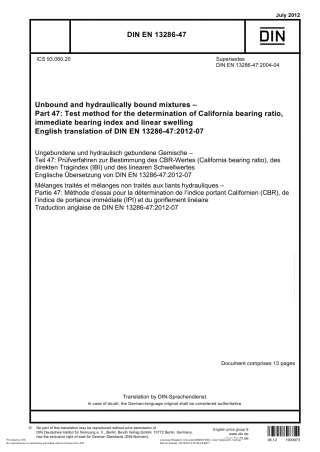 July 2012
DIN EN 13286-47
DIN
ICS 93.080.20
Supersedes
DIN EN 13286-47:2004-04
Unbound and hydraulically bound mixtures –
Part 47: Test method for the determination of California bearing ratio,
immediate bearing index and linear swelling
English translation of DIN EN 13286-47:2012-07
Ungebundene und hydraulisch gebundene Gemische –
Teil 47: Prüfverfahren zur Bestimmung des CBR-Wertes (California bearing ratio), des
direkten Tragindex (IBI) und des linearen Schwellwertes
Englische Übersetzung von DIN EN 13286-47:2012-07
Mélanges traités et mélanges non traités aux liants hydrauliques –
Partie 47: Méthode d'essai pour la détermination de l'indice portant Californien (CBR), de
l'indice de portance immédiate (IPI) et du gonflement linéaire
Traduction anglaise de DIN EN 13286-47:2012-07
Document comprises 13 pages
Translation by DIN-Sprachendienst.
In case of doubt, the German-language original shall be considered authoritative.
© No part of this translation may be reproduced without prior permission of
DIN Deutsches Institut für Normung e. V., Berlin. Beuth Verlag GmbH, 10772 Berlin, Germany,
has the exclusive right of sale for German Standards (DIN-Normen).
English price group 9
www.din.de